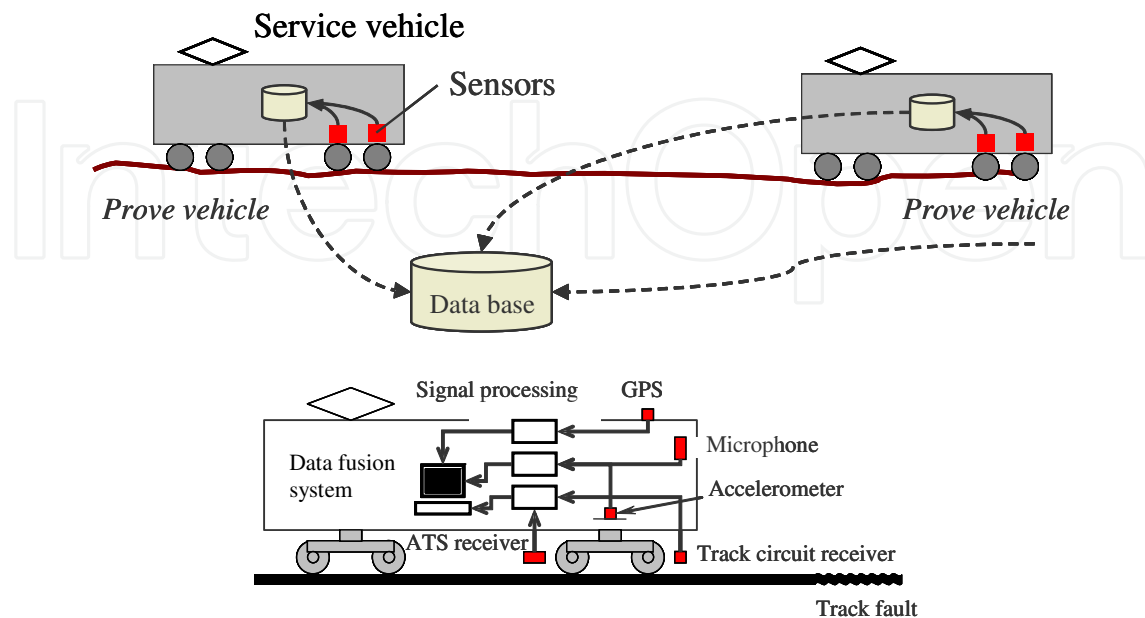 Service vehicle
Sensors
Prove vehicle
Prove vehicle
IntechOpen
Data base
Signal processing
GPS
Microphone
Data fusion
system
Accelerometer
ATS receiver
Track circuit receiver
Track fault